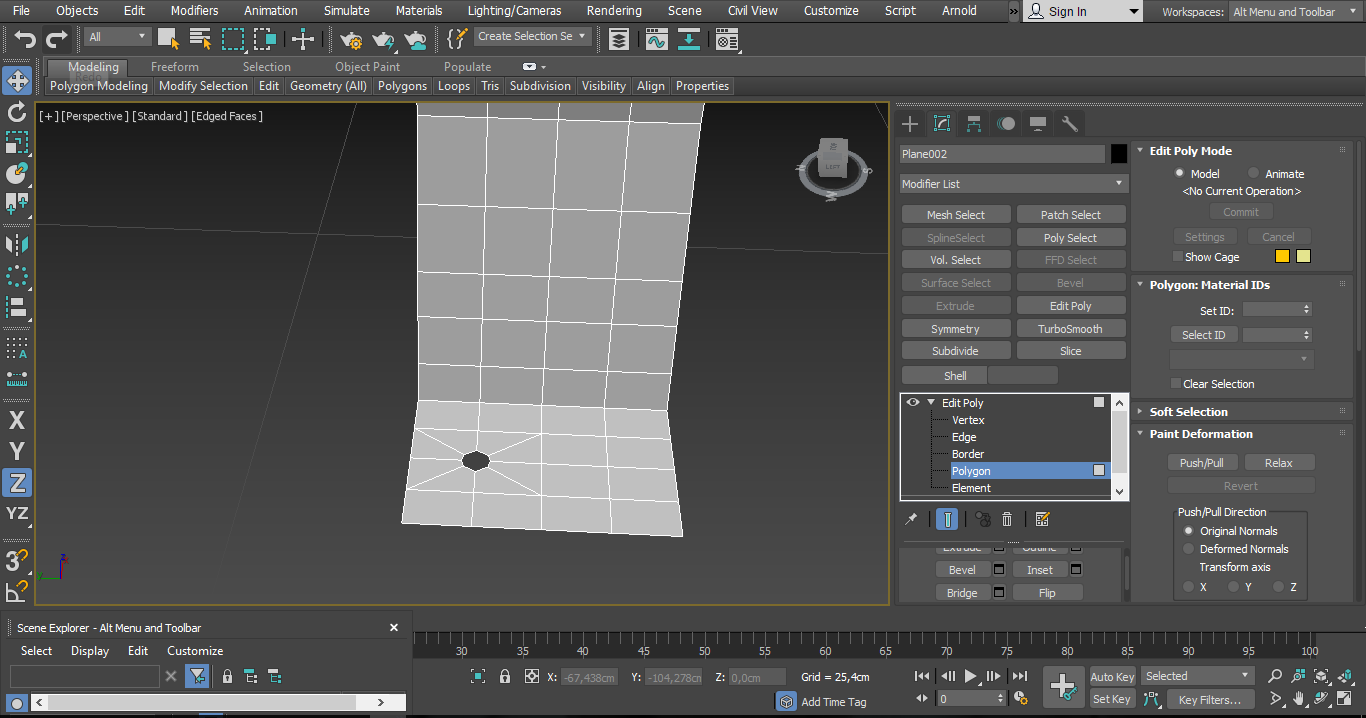 File Objects Edit Modifiers Animation Simulate Materials Lighting/Cameras Rendering Scene Civil View Customize Script Arnold » Sign In Workspaces: Alt Menu and Toolbar
All Create Selection Se
Modeling Freeform Selection Object Paint Populate
Redo
Polygon Modeling Modify Selection Edit Geometry (All) Polygons Loops Tris Subdivision Visibility Align Properties
[+] [Perspective ] [Standard ] [Edged Faces ]
Plane002
Modifier List
Mesh Select Patch Select
SplineSelect Poly Select
Vol. Select FFD Select
Surface Select Bevel
Extrude Edit Poly
Symmetry TurboSmooth
Subdivide Slice
Shell
Edit Poly
Vertex
Edge
Border
Polygon
Element
Extrude Outline
Bevel Inset
Bridge Flip
Edit Poly Mode
Model Animate
<No Current Operation>
Commit
Settings Cancel
Show Cage
Polygon: Material IDs
Set ID:
Select ID
Clear Selection
Soft Selection
Paint Deformation
Push/Pull Relax
Revert
Push/Pull Direction
Original Normals
Deformed Normals
Transform axis
X Y Z
X
Y
Z
YZ
3
LEFT
S
Scene Explorer - Alt Menu and Toolbar
Select Display Edit Customize
30 35 40 45 50 55 60 65 70 75 80 85 90 95 100
X: -67,438cm Y: -104,278cm Z: 0,0cm Grid = 25,4cm
Add Time Tag
0
Auto Key Selected
Set Key Key Filters...